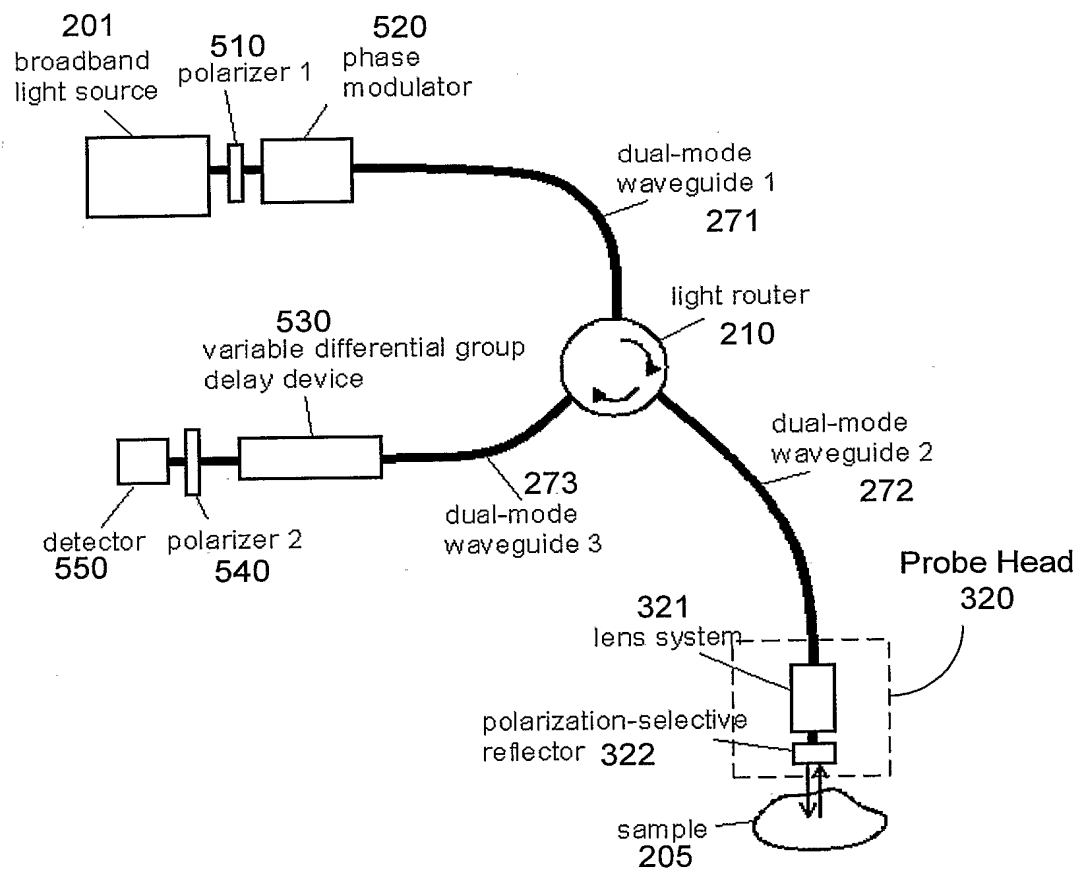 201
broadband
light source
510
polarizer 1
520
phase
modulator
dual-mode
waveguide 1
271
light router
210
530
variable differential group
delay device
dual-mode
waveguide 2
272
273
dual-mode
waveguide 3
detector
550
polarizer 2
540
Probe Head
320
321
lens system
polarization-selective
reflector 322
sample
205